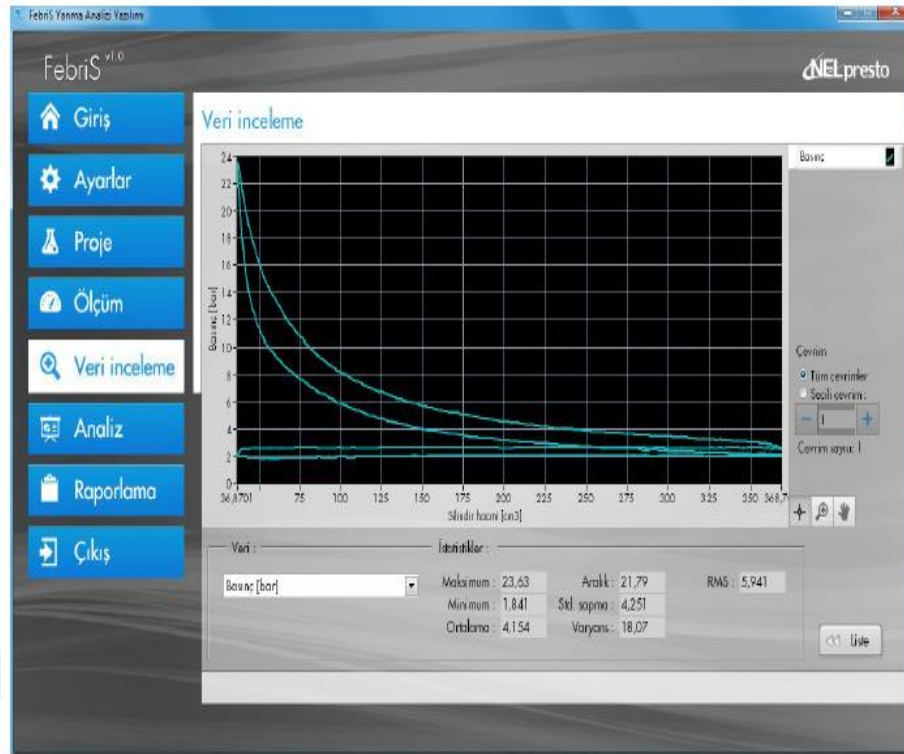 FebriS Yanma Analizi Yazılımı
FebriS v1.0
NEL presto
Giriş
Ayarlar
Proje
Ölçüm
Veri inceleme
Analiz
Raporlama
Çıkış
Veri inceleme
24
22
20
18
16
14
12
10
8
6
4
2
0
Basınç [bar]
36,8701 75 100 125 150 175 200 225 250 275 300 325 350 368,7
Silindir hacmi [cm3]
Basınç
Çevrim
Tüm çevrimler
Seçili çevrim :
1
Çevrim sayısı: 1
Veri :
Basınç [bar]
İstatistikler :
Maksimum : 23,63 Aralık : 21,79 RMS : 5,941
Minimum : 1,841 Std. sapma : 4,251
Ortalama : 4,154 Varyans : 18,07
Liste